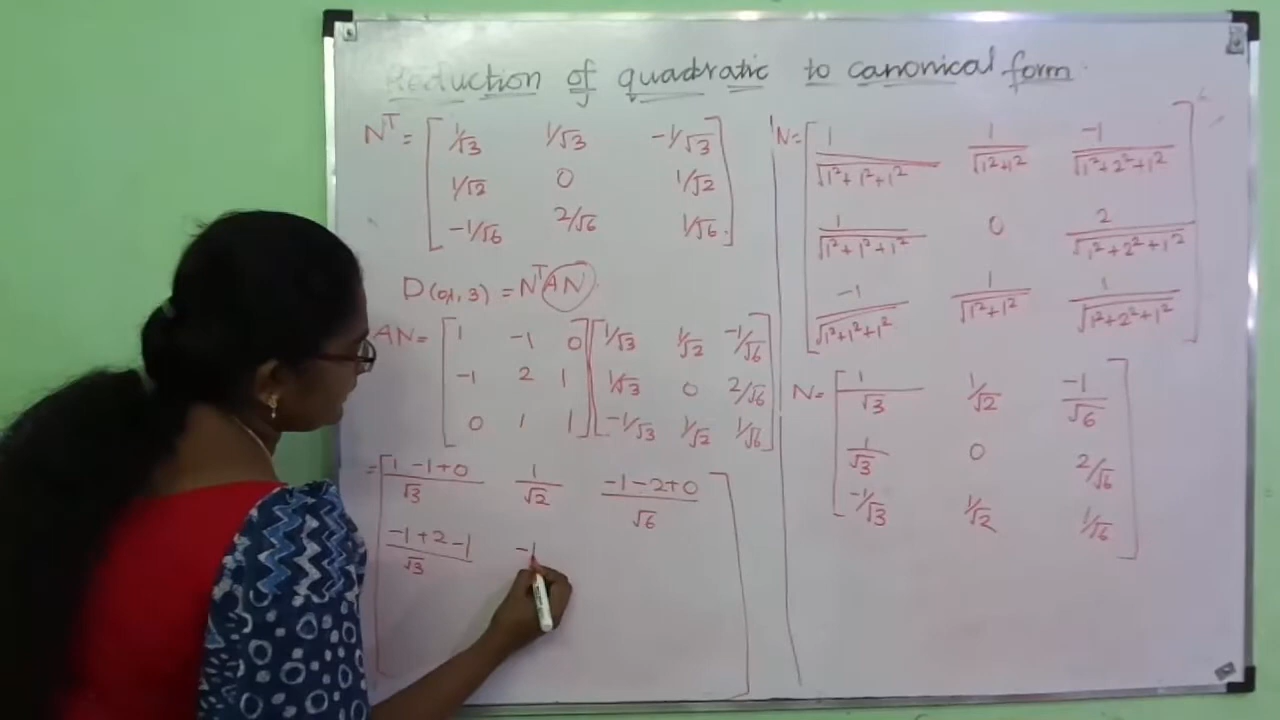 Reduction of quadratic to canonical form
Nᵀ = [ 1/√3 1/√3 -1/√3
1/√2 0 1/√2
-1/√6 2/√6 1/√6 ]
D(0,1,3) = NᵀAN
AN = [ 1 -1 0 ] [ 1/√3 1/√2 -1/√6 ]
-1 2 1 1/√3 0 2/√6
0 1 1 -1/√3 1/√2 1/√6
= [ (1-1+0)/√3 1/√2 (-1-2+0)/√6
(-1+2-1)/√3 -1
N = [ 1/√(1²+1²+1²) 1/√(1²+1²) -1/√(1²+2²+1²)
1/√(1²+1²+1²) 0 2/√(1²+2²+1²)
-1/√(1²+1²+1²) 1/√(1²+1²) 1/√(1²+2²+1²) ]
N = [ 1/√3 1/√2 -1/√6
1/√3 0 2/√6
-1/√3 1/√2 1/√6 ]